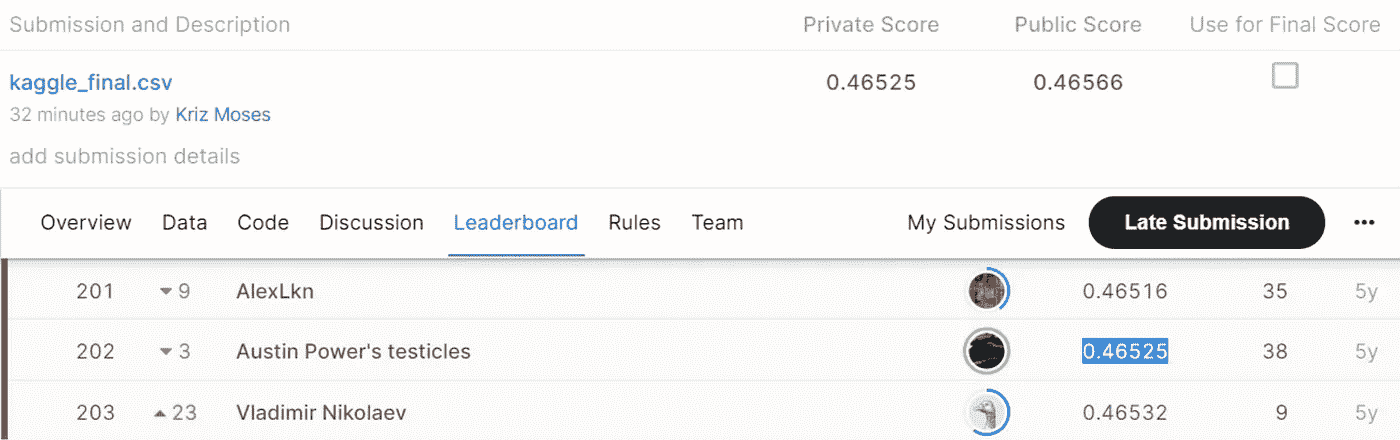 Submission and Description Private Score Public Score Use for Final Score
kaggle_final.csv 0.46525 0.46566
32 minutes ago by Kriz Moses
add submission details
Overview Data Code Discussion Leaderboard Rules Team My Submissions Late Submission ...
201 9 AlexLkn 0.46516 35 5y
202 3 Austin Power's testicles 0.46525 38 5y
203 23 Vladimir Nikolaev 0.46532 9 5y